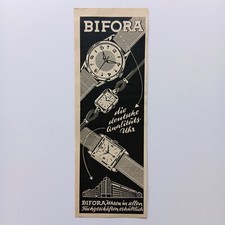 BIFORA
die
deutsche
Qualitäts
Uhr
BIFORA Uhren in allen
Fachgeschäften erhältlich